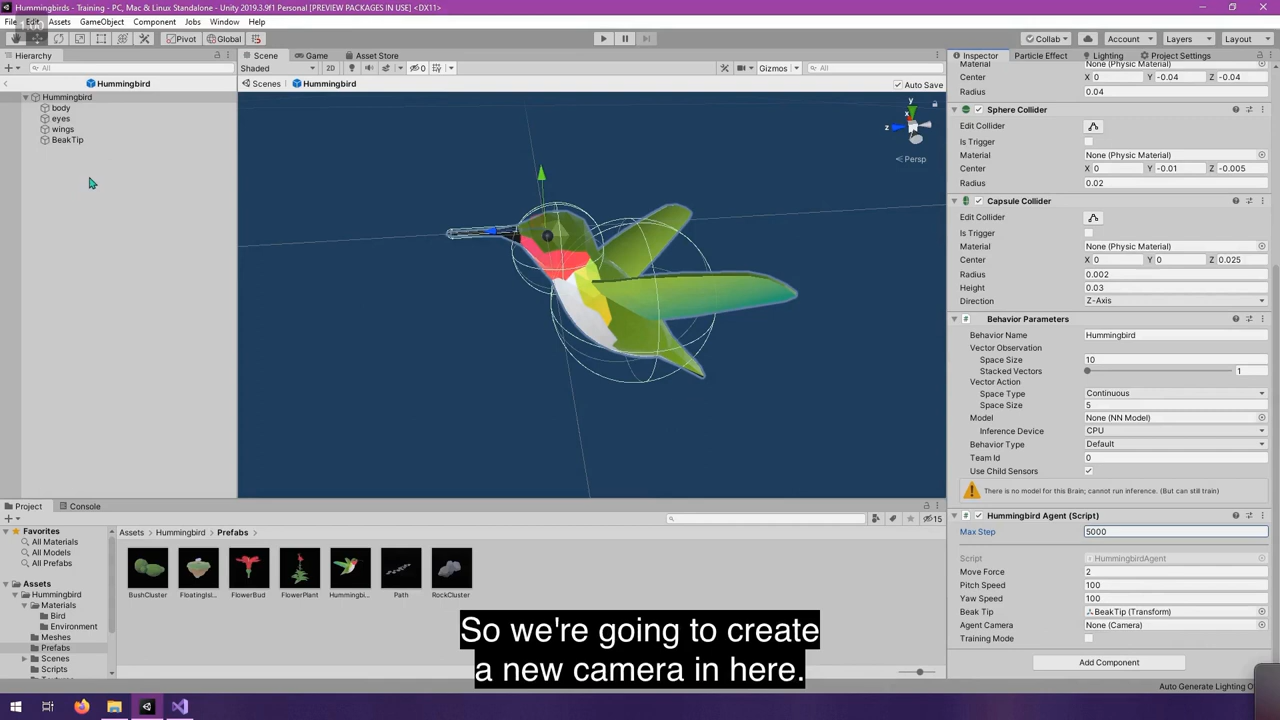 Hummingbirds - Training - PC, Mac & Linux Standalone - Unity 2019.3.9f1 Personal [PREVIEW PACKAGES IN USE] <DX11>
File Edit Assets GameObject Component Jobs Window Help
Pivot Global Collab Account Layers Layout
Hierarchy Scene Game Asset Store Inspector Particle Effect Lighting Project Settings
All Shaded 2D 0 Gizmos All
Hummingbird Scenes Hummingbird Auto Save
Hummingbird
body
eyes
wings
BeakTip
y
x
z
Persp
Material None (Physic Material)
Center X 0 Y -0.04 Z -0.04
Radius 0.04
Sphere Collider
Edit Collider
Is Trigger
Material None (Physic Material)
Center X 0 Y -0.01 Z -0.005
Radius 0.02
Capsule Collider
Edit Collider
Is Trigger
Material None (Physic Material)
Center X 0 Y 0 Z 0.025
Radius 0.002
Height 0.03
Direction Z-Axis
Behavior Parameters
Behavior Name Hummingbird
Vector Observation
Space Size 10
Stacked Vectors 1
Vector Action
Space Type Continuous
Space Size 5
Model None (NN Model)
Inference Device CPU
Behavior Type Default
Team Id 0
Use Child Sensors
There is no model for this Brain; cannot run inference. (But can still train)
Hummingbird Agent (Script)
Max Step 5000
Script HummingbirdAgent
Move Force 2
Pitch Speed 100
Yaw Speed 100
Beak Tip BeakTip (Transform)
Agent Camera None (Camera)
Training Mode
Add Component
Project Console
15
Favorites
All Materials
All Models
All Prefabs
Assets
Hummingbird
Materials
Bird
Environment
Meshes
Prefabs
Scenes
Scripts
Assets Hummingbird Prefabs
BushCluster FloatingIsl... FlowerBud FlowerPlant Hummingbi... Path RockCluster
So we're going to create
a new camera in here.
Auto Generate Lighting O